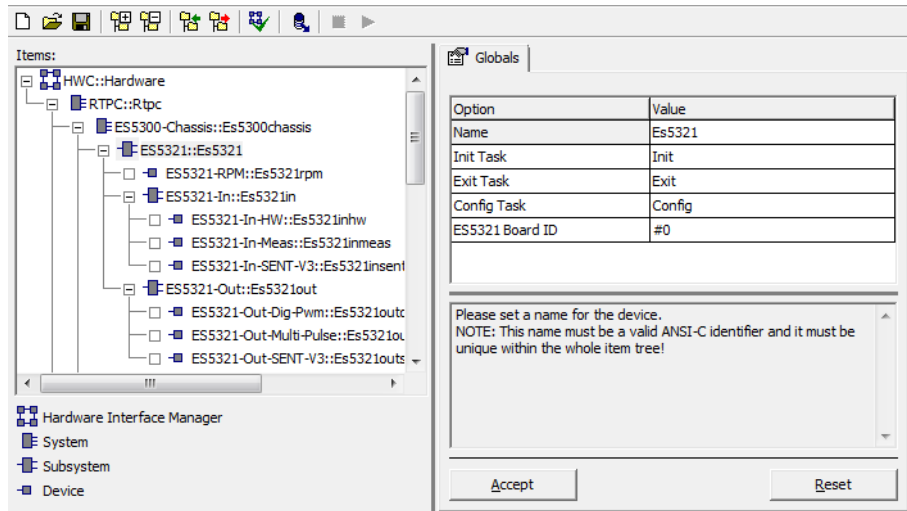 Items:
HWC::Hardware
RTPC::Rtpc
ES5300-Chassis::Es5300chassis
ES5321::Es5321
ES5321-RPM::Es5321rpm
ES5321-In::Es5321in
ES5321-In-HW::Es5321inhw
ES5321-In-Meas::Es5321inmeas
ES5321-In-SENT-V3::Es5321insent
ES5321-Out::Es5321out
ES5321-Out-Dig-Pwm::Es5321outd
ES5321-Out-Multi-Pulse::Es5321ou
ES5321-Out-SENT-V3::Es5321outs
Hardware Interface Manager
System
Subsystem
Device
Globals
Option Value
Name Es5321
Init Task Init
Exit Task Exit
Config Task Config
ES5321 Board ID #0
Please set a name for the device.
NOTE: This name must be a valid ANSI-C identifier and it must be
unique within the whole item tree!
Accept Reset